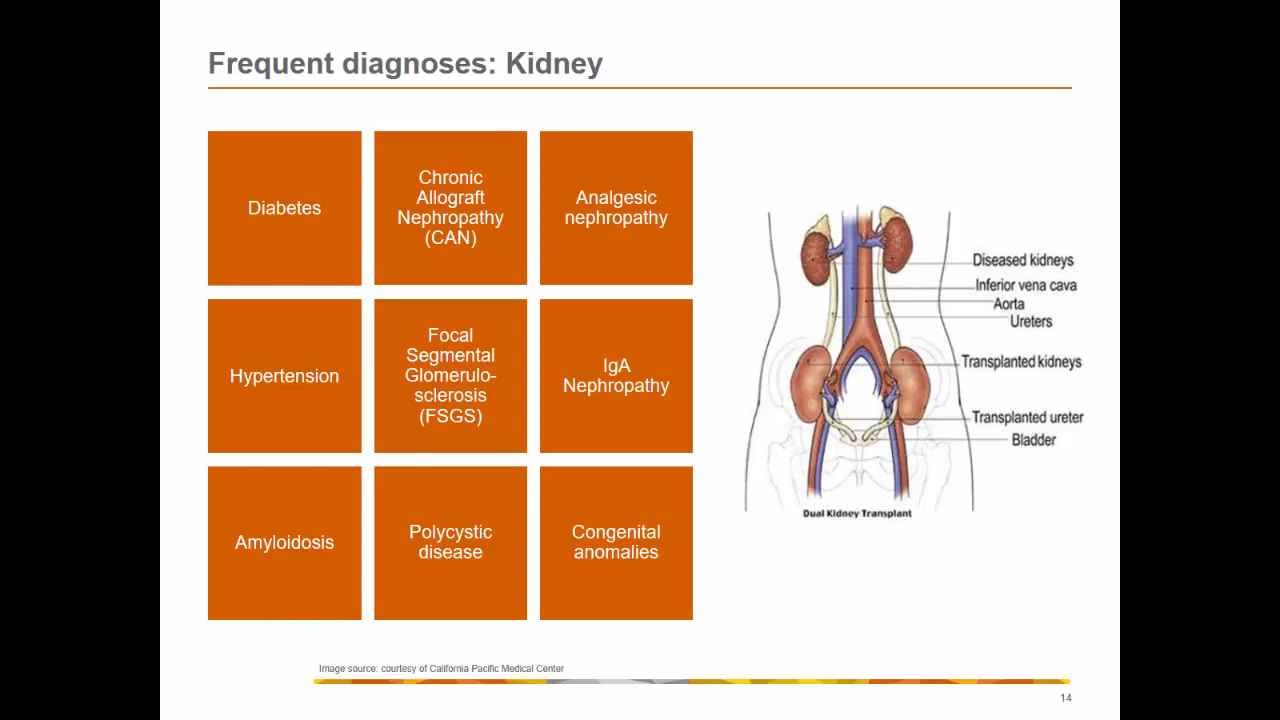 Frequent diagnoses: Kidney
Diabetes
Chronic
Allograft
Nephropathy
(CAN)
Analgesic
nephropathy
Hypertension
Focal
Segmental
Glomerulo-
sclerosis
(FSGS)
IgA
Nephropathy
Amyloidosis
Polycystic
disease
Congenital
anomalies
Diseased kidneys
Inferior vena cava
Aorta
Ureters
Transplanted kidneys
Transplanted ureter
Bladder
Dual Kidney Transplant
Image source: courtesy of California Pacific Medical Center
14